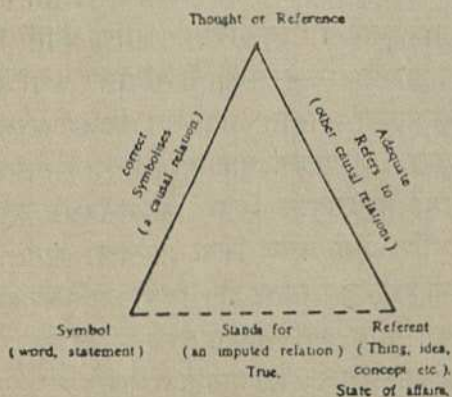 Thought or Reference
correct
Symbolises
(a causal relation)
Adequate
Refers to
(other causal relations)
Symbol
(word, statement)
Stands for
(an imputed relation)
True.
Referent
(Thing, idea,
concept etc.).
State of affairs,